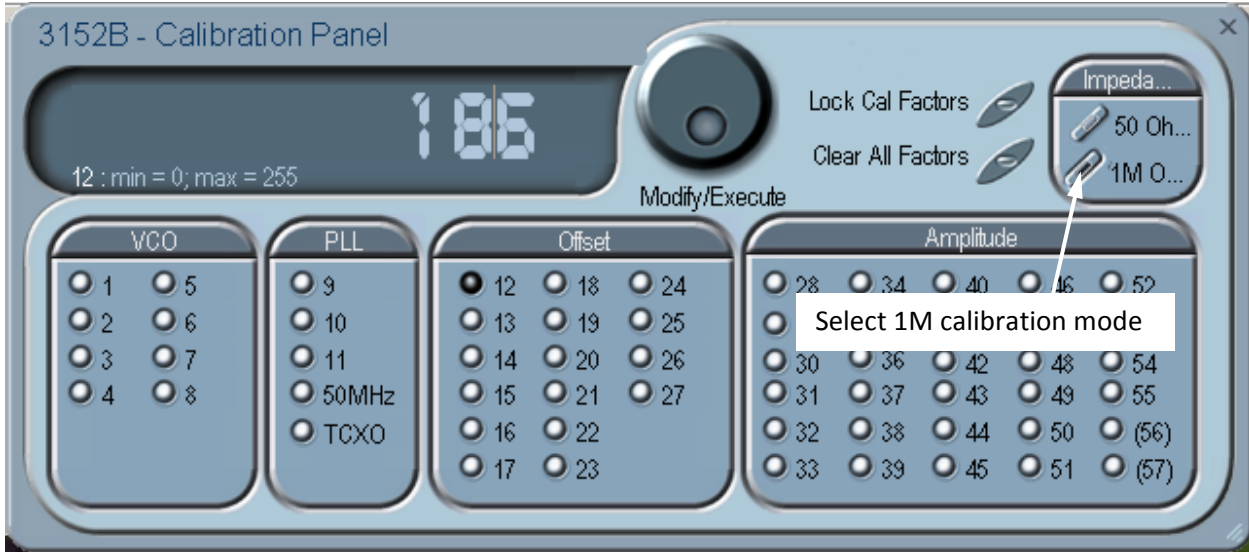 3152B - Calibration Panel
186
12 : min = 0; max = 255
Modify/Execute
Lock Cal Factors
Clear All Factors
Impeda...
50 Oh...
1M O...
VCO
1 5
2 6
3 7
4 8
PLL
9
10
11
50MHz
TCXO
Offset
12 18 24
13 19 25
14 20 26
15 21 27
16 22
17 23
Amplitude
28 34 40 46 52
Select 1M calibration mode
30 36 42 48 54
31 37 43 49 55
32 38 44 50 (56)
33 39 45 51 (57)